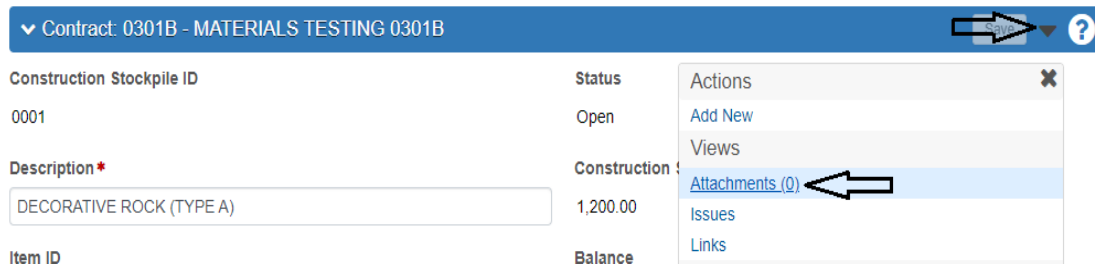 Contract: 0301B - MATERIALS TESTING 0301B
Save
?
Construction Stockpile ID
Status
0001
Open
Description*
Construction S
DECORATIVE ROCK (TYPE A)
1,200.00
Item ID
Balance
Actions
Add New
Views
Attachments (0)
Issues
Links